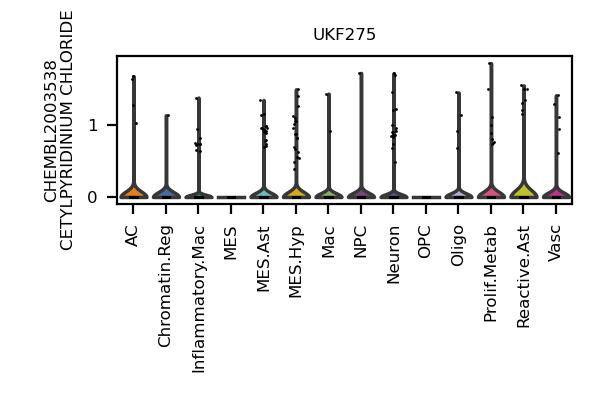 UKF275
CHEMBL2003538
CETYLPYRIDINIUM CHLORIDE
1
0
AC
Chromatin.Reg
Inflammatory.Mac
MES
MES.Ast
MES.Hyp
Mac
NPC
Neuron
OPC
Oligo
Prolif.Metab
Reactive.Ast
Vasc